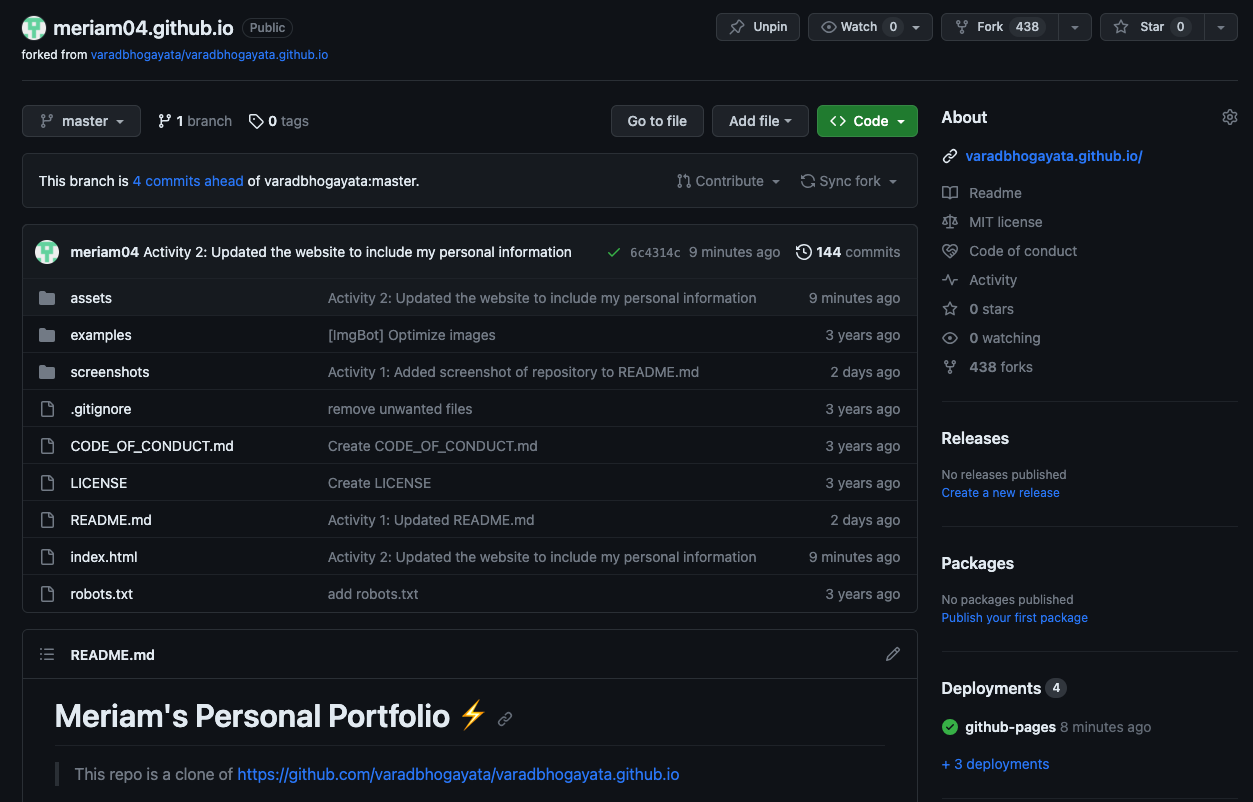 meriam04.github.io Public Unpin Watch 0 Fork 438 Star 0
forked from varadbhogayata/varadbhogayata.github.io
master 1 branch 0 tags Go to file Add file Code
This branch is 4 commits ahead of varadbhogayata:master. Contribute Sync fork
meriam04 Activity 2: Updated the website to include my personal information 6c4314c 9 minutes ago 144 commits
assets Activity 2: Updated the website to include my personal information 9 minutes ago
examples [ImgBot] Optimize images 3 years ago
screenshots Activity 1: Added screenshot of repository to README.md 2 days ago
.gitignore remove unwanted files 3 years ago
CODE_OF_CONDUCT.md Create CODE_OF_CONDUCT.md 3 years ago
LICENSE Create LICENSE 3 years ago
README.md Activity 1: Updated README.md 2 days ago
index.html Activity 2: Updated the website to include my personal information 9 minutes ago
robots.txt add robots.txt 3 years ago
README.md
Meriam's Personal Portfolio ⚡
This repo is a clone of https://github.com/varadbhogayata/varadbhogayata.github.io
About
varadbhogayata.github.io/
Readme
MIT license
Code of conduct
Activity
0 stars
0 watching
438 forks
Releases
No releases published
Create a new release
Packages
No packages published
Publish your first package
Deployments 4
github-pages 8 minutes ago
+ 3 deployments